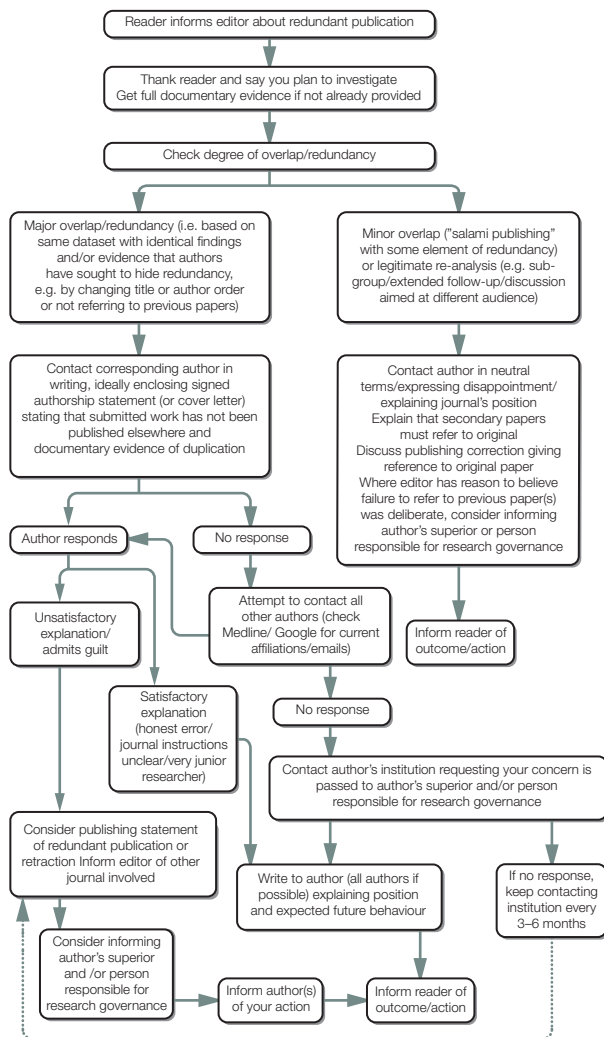 Reader informs editor about redundant publication
Thank reader and say you plan to investigate
Get full documentary evidence if not already provided
Check degree of overlap/redundancy
Major overlap/redundancy (i.e. based on
same dataset with identical findings
and/or evidence that authors
have sought to hide redundancy,
e.g. by changing title or author order
or not referring to previous papers)
Minor overlap ("salami publishing"
with some element of redundancy)
or legitimate re-analysis (e.g. sub-
group/extended follow-up/discussion
aimed at different audience)
Contact corresponding author in
writing, ideally enclosing signed
authorship statement (or cover letter)
stating that submitted work has not been
published elsewhere and
documentary evidence of duplication
Contact author's in neutral
terms/expressing disappointment/
explaining journal's position
Explain that secondary papers
must refer to original
Discuss publishing correction giving
reference to original paper
Where editor has reason to believe
failure to refer to previous paper(s)
was deliberate, consider informing
author's superior or person
responsible for research governance
Author responds
No response
Unsatisfactory
explanation/
admits guilt
Attempt to contact all
other authors (check
Medline/ Google for current
affiliations/emails)
Inform reader of
outcome/action
Satisfactory
explanation
(honest error/
journal instructions
unclear/very junior
researcher)
No response
Contact author's institution requesting your concern is
passed to author's superior and/or person
responsible for research governance
Consider publishing statement
of redundant publication or
retraction Inform editor of other
journal involved
Write to author (all authors if
possible) explaining position
and expected future behaviour
If no response,
keep contacting
institution every
3–6 months
Consider informing
author's superior
and /or person
responsible for
research governance
Inform author(s)
of your action
Inform reader of
outcome/action